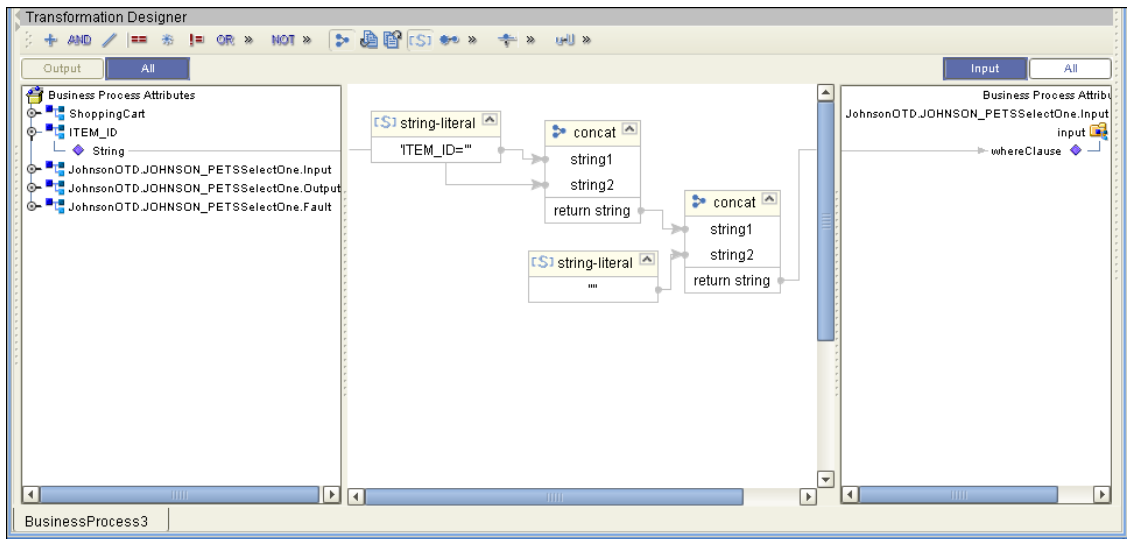 Transformation Designer
AND == != OR » NOT » [S] » » »
Output All Input All
Business Process Attributes
ShoppingCart
ITEM_ID
String
JohnsonOTD.JOHNSON_PETSSelectOne.Input
JohnsonOTD.JOHNSON_PETSSelectOne.Output
JohnsonOTD.JOHNSON_PETSSelectOne.Fault
[S] string-literal
'ITEM_ID='"
concat
string1
string2
return string
[S] string-literal
""
concat
string1
string2
return string
Business Process Attribu
JohnsonOTD.JOHNSON_PETSSelectOne.Input
input
whereClause
BusinessProcess3